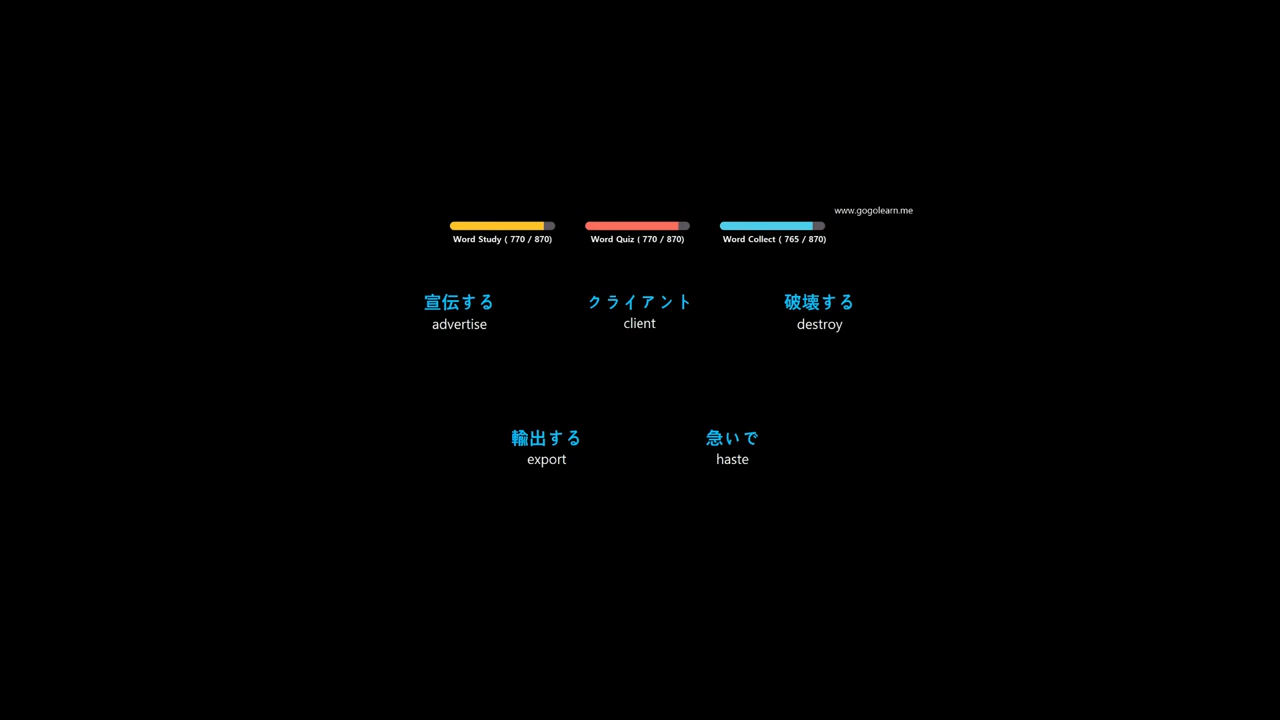 www.gogolearn.me
Word Study ( 770 / 870)
Word Quiz ( 770 / 870)
Word Collect ( 765 / 870)
宣伝する
advertise
クライアント
client
破壊する
destroy
輸出する
export
急いで
haste